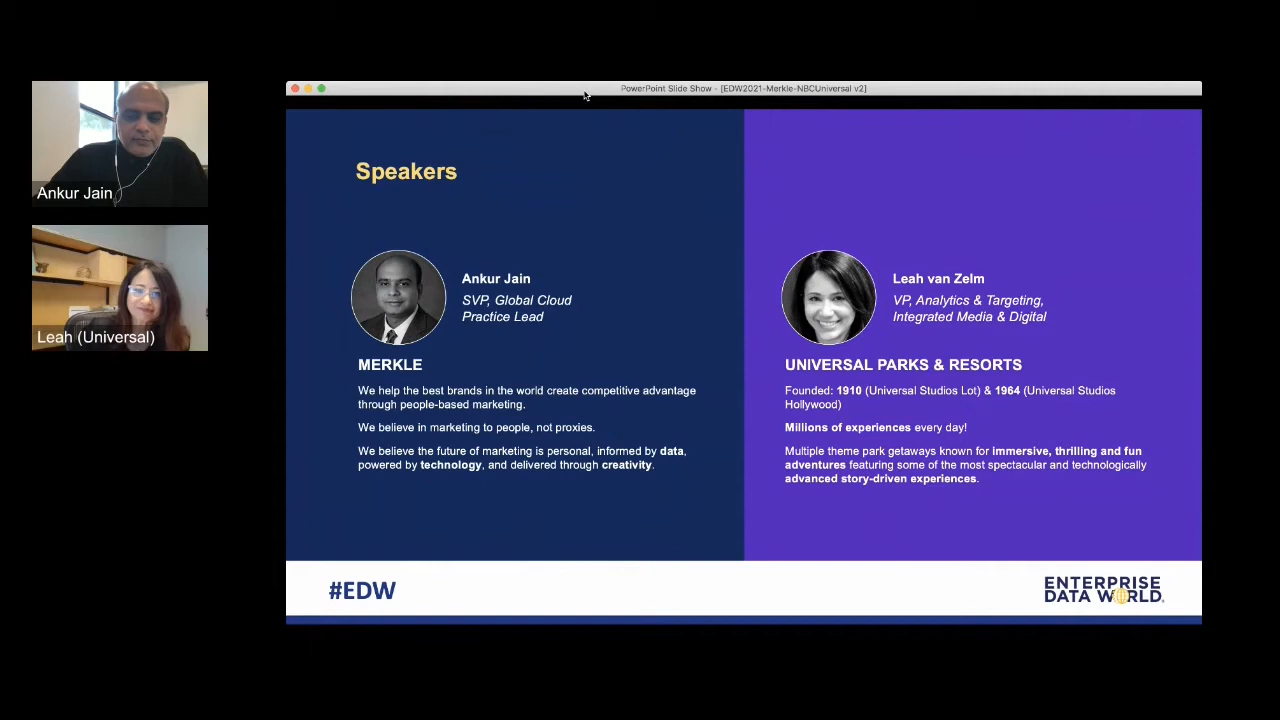 PowerPoint Slide Show - [EDW2021-Merkle-NBCUniversal v2]
Ankur Jain
Leah (Universal)
Speakers
Ankur Jain
SVP, Global Cloud
Practice Lead
MERKLE
We help the best brands in the world create competitive advantage
through people-based marketing.
We believe in marketing to people, not proxies.
We believe the future of marketing is personal, informed by data,
powered by technology, and delivered through creativity.
Leah van Zelm
VP, Analytics & Targeting,
Integrated Media & Digital
UNIVERSAL PARKS & RESORTS
Founded: 1910 (Universal Studios Lot) & 1964 (Universal Studios
Hollywood)
Millions of experiences every day!
Multiple theme park getaways known for immersive, thrilling and fun
adventures featuring some of the most spectacular and technologically
advanced story-driven experiences.
#EDW
ENTERPRISE
DATA WORLD